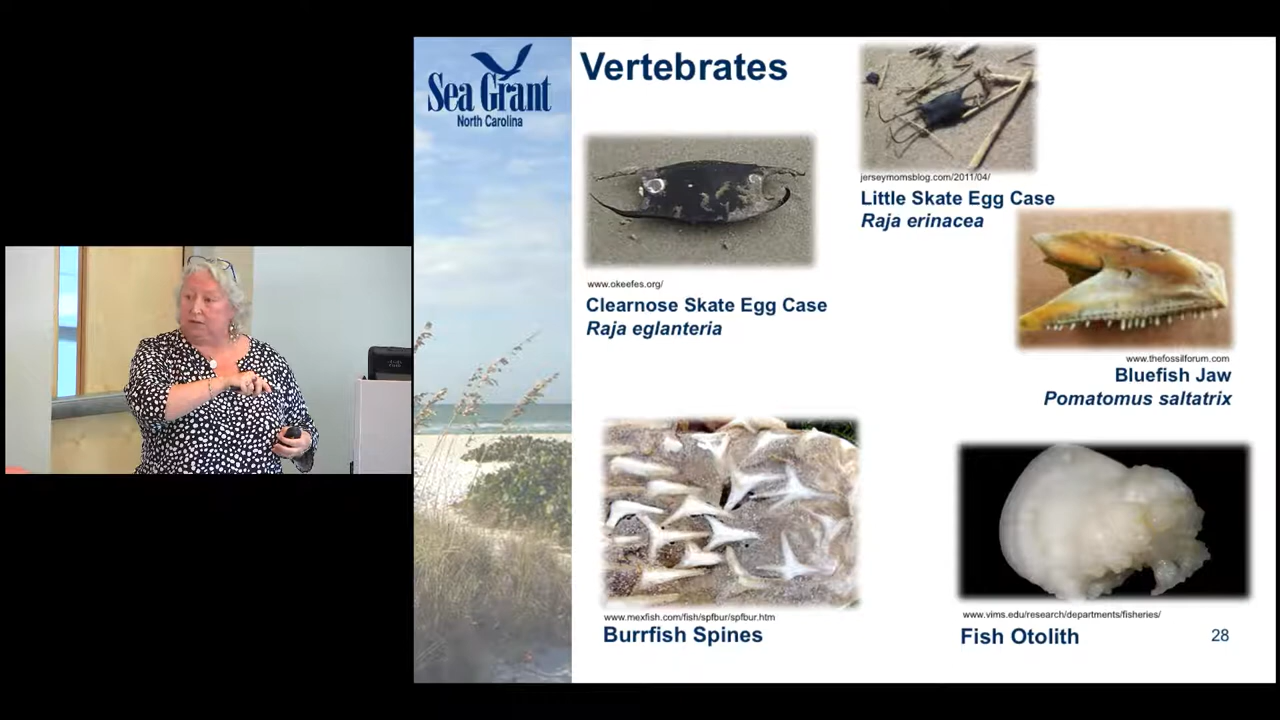 Sea Grant
North Carolina
Vertebrates
jerseymomsblog.com/2011/04/
Little Skate Egg Case
Raja erinacea
www.okeefes.org/
Clearnose Skate Egg Case
Raja eglanteria
www.thefossilforum.com
Bluefish Jaw
Pomatomus saltatrix
www.mexfish.com/fish/spfbur/spfbur.htm
Burrfish Spines
www.vims.edu/research/departments/fisheries/
Fish Otolith
28